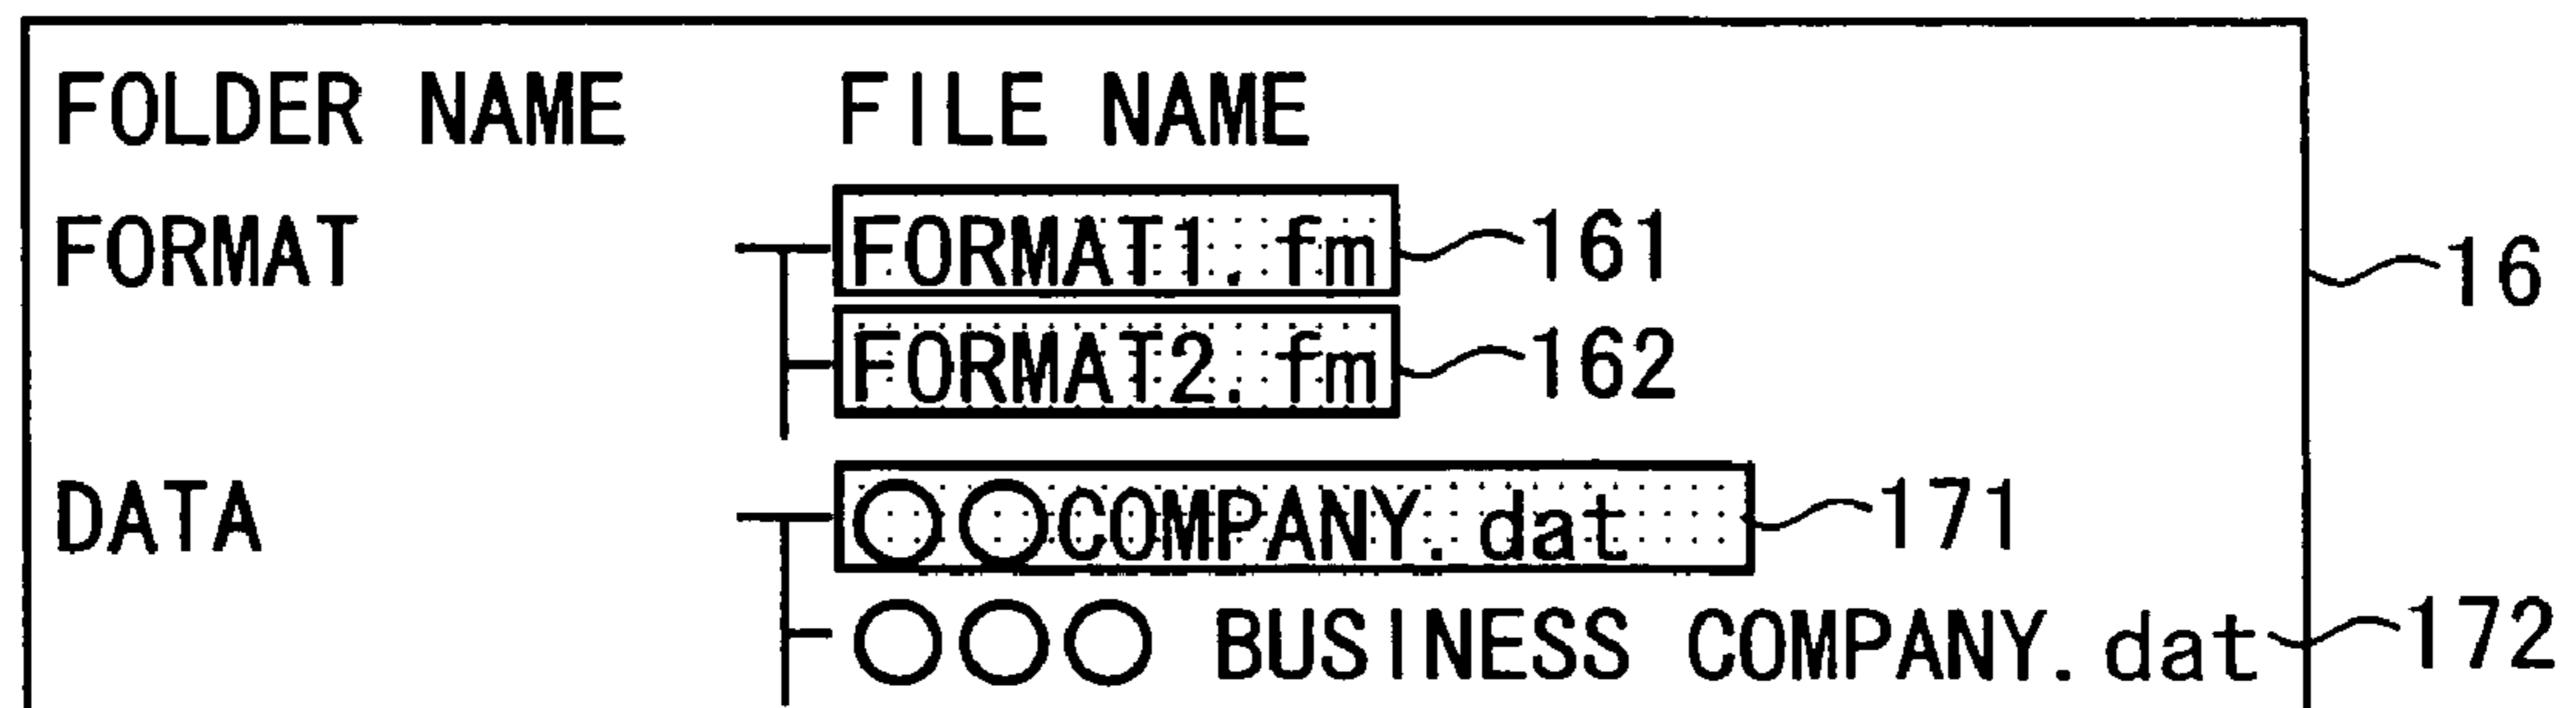 FOLDER NAME FILE NAME
FORMAT FORMAT1.fm 161
16
FORMAT2.fm 162
DATA ○○COMPANY.dat 171
○○○ BUSINESS COMPANY.dat 172